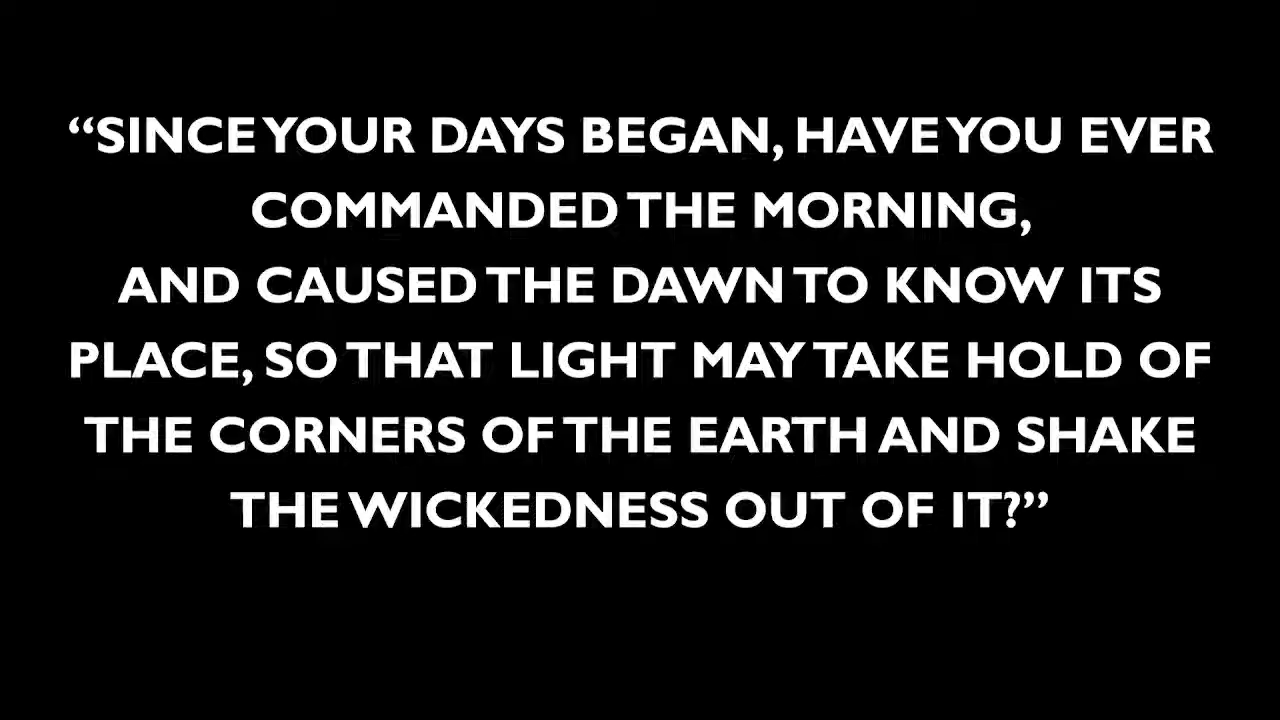 “SINCE YOUR DAYS BEGAN, HAVE YOU EVER
COMMANDED THE MORNING,
AND CAUSED THE DAWN TO KNOW ITS
PLACE, SO THAT LIGHT MAY TAKE HOLD OF
THE CORNERS OF THE EARTH AND SHAKE
THE WICKEDNESS OUT OF IT?”